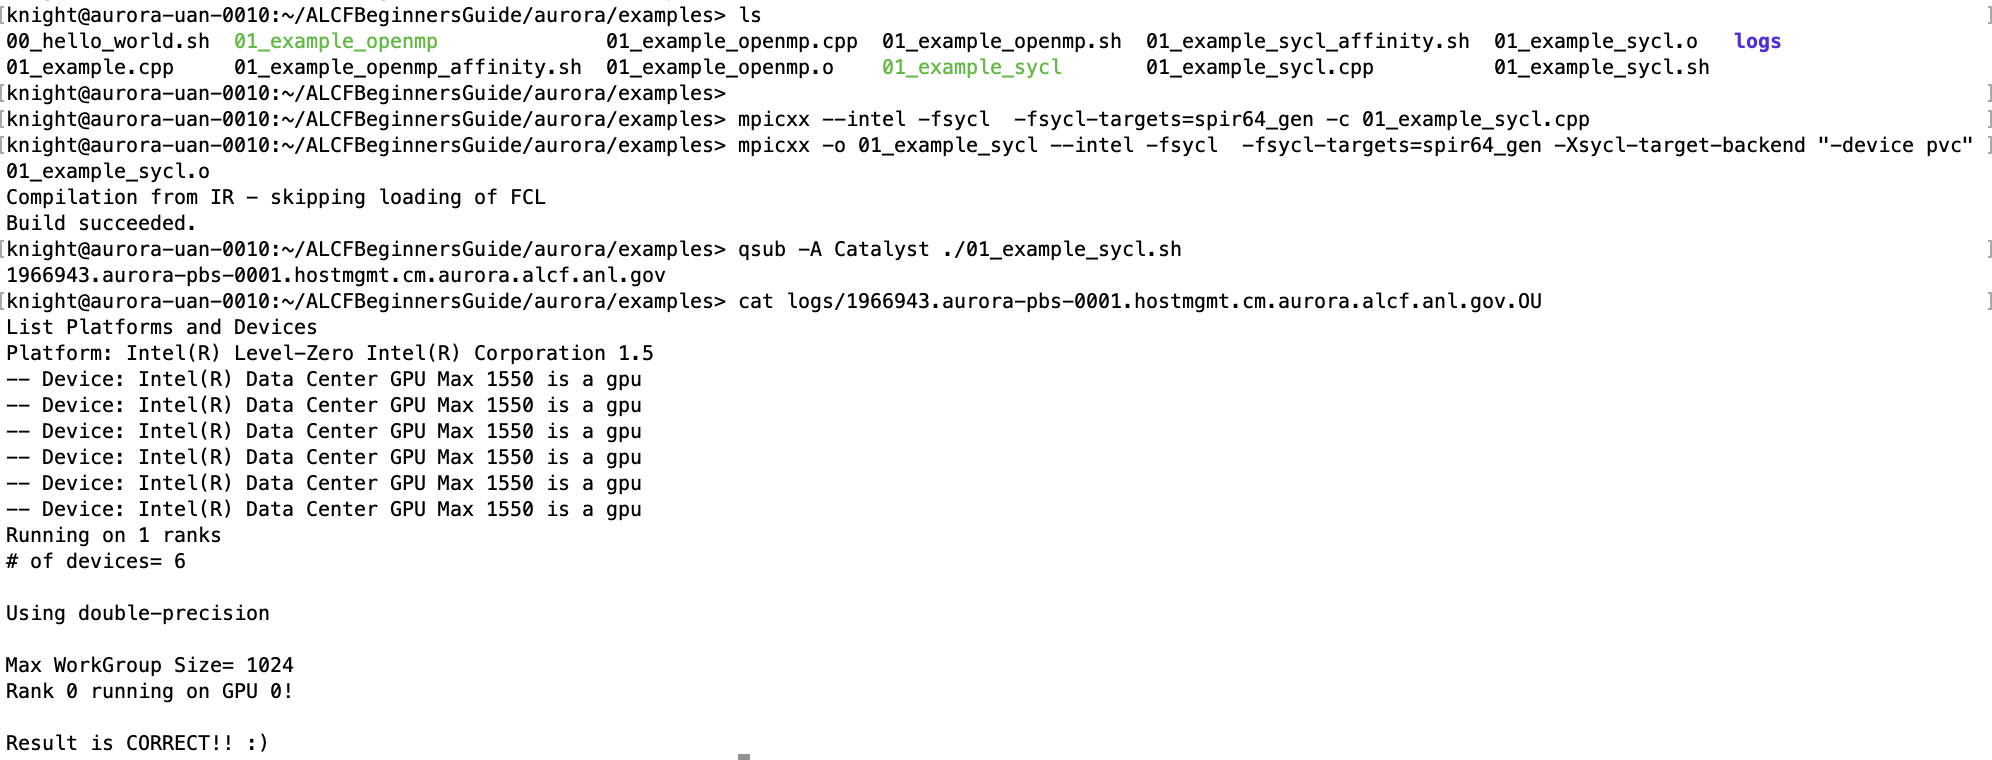 [knight@aurora-uan-0010:~/ALCFBeginnersGuide/aurora/examples> ls ]
00_hello_world.sh 01_example_openmp 01_example_openmp.cpp 01_example_openmp.sh 01_example_sycl_affinity.sh 01_example_sycl.o logs
01_example.cpp 01_example_openmp_affinity.sh 01_example_openmp.o 01_example_sycl 01_example_sycl.cpp 01_example_sycl.sh
[knight@aurora-uan-0010:~/ALCFBeginnersGuide/aurora/examples> ]
[knight@aurora-uan-0010:~/ALCFBeginnersGuide/aurora/examples> mpicxx --intel -fsycl  -fsycl-targets=spir64_gen -c 01_example_sycl.cpp ]
[knight@aurora-uan-0010:~/ALCFBeginnersGuide/aurora/examples> mpicxx -o 01_example_sycl --intel -fsycl  -fsycl-targets=spir64_gen -Xsycl-target-backend "-device pvc" ]
01_example_sycl.o
Compilation from IR - skipping loading of FCL
Build succeeded.
[knight@aurora-uan-0010:~/ALCFBeginnersGuide/aurora/examples> qsub -A Catalyst ./01_example_sycl.sh ]
1966943.aurora-pbs-0001.hostmgmt.cm.aurora.alcf.anl.gov
[knight@aurora-uan-0010:~/ALCFBeginnersGuide/aurora/examples> cat logs/1966943.aurora-pbs-0001.hostmgmt.cm.aurora.alcf.anl.gov.OU ]
List Platforms and Devices
Platform: Intel(R) Level-Zero Intel(R) Corporation 1.5
-- Device: Intel(R) Data Center GPU Max 1550 is a gpu
-- Device: Intel(R) Data Center GPU Max 1550 is a gpu
-- Device: Intel(R) Data Center GPU Max 1550 is a gpu
-- Device: Intel(R) Data Center GPU Max 1550 is a gpu
-- Device: Intel(R) Data Center GPU Max 1550 is a gpu
-- Device: Intel(R) Data Center GPU Max 1550 is a gpu
Running on 1 ranks
# of devices= 6
Using double-precision
Max WorkGroup Size= 1024
Rank 0 running on GPU 0!
Result is CORRECT!! :)